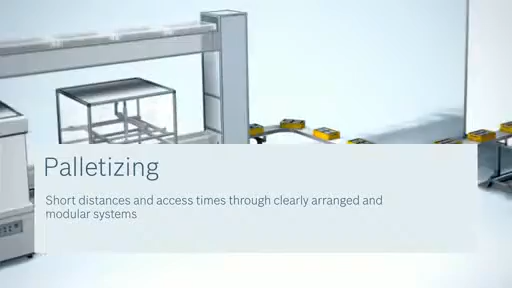 Palletizing
Short distances and access times through clearly arranged and
modular systems